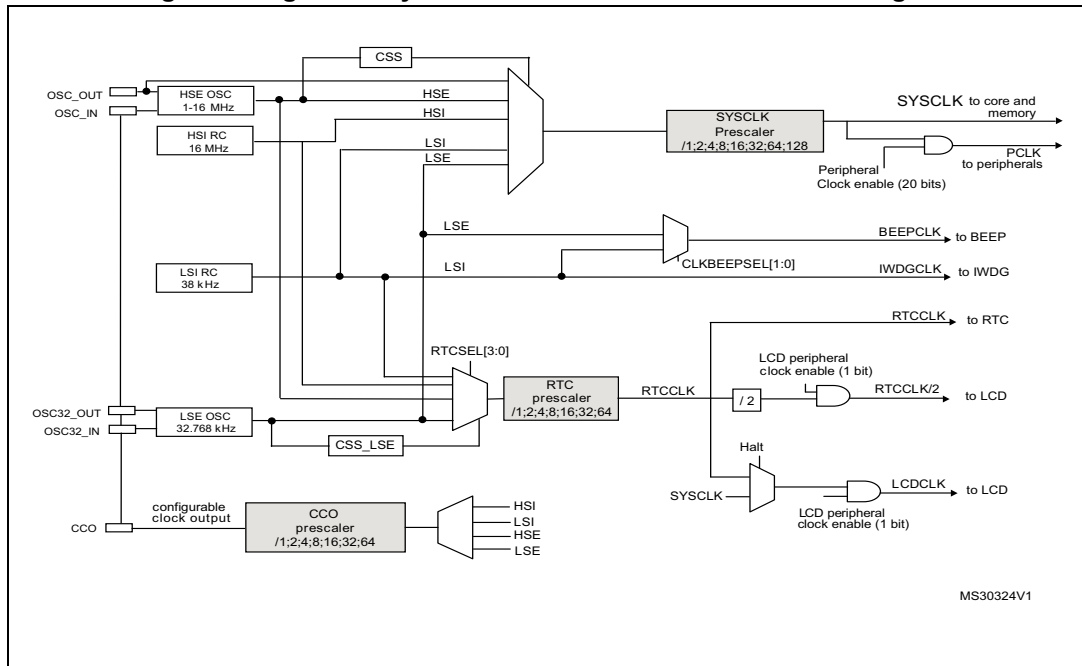 CSS
OSC_OUT
OSC_IN
HSE OSC
1-16 MHz
HSE
HSI RC
16 MHz
HSI
LSI
LSE
SYSCLK
Prescaler
/1;2;4;8;16;32;64;128
SYSCLK to core and
memory
PCLK
to peripherals
Peripheral
Clock enable (20 bits)
LSE
BEEPCLK to BEEP
CLKBEEPSEL[1:0]
LSI RC
38 kHz
LSI
IWDGCLK to IWDG
RTCCLK to RTC
RTCSEL[3:0]
LCD peripheral
clock enable (1 bit)
RTC
prescaler
/1;2;4;8;16;32;64
RTCCLK
/ 2
RTCCLK/2 to LCD
OSC32_OUT
OSC32_IN
LSE OSC
32.768 kHz
CSS_LSE
Halt
SYSCLK
LCDCLK to LCD
LCD peripheral
clock enable (1 bit)
CCO
configurable
clock output
CCO
prescaler
/1;2;4;8;16;32;64
HSI
LSI
HSE
LSE
MS30324V1